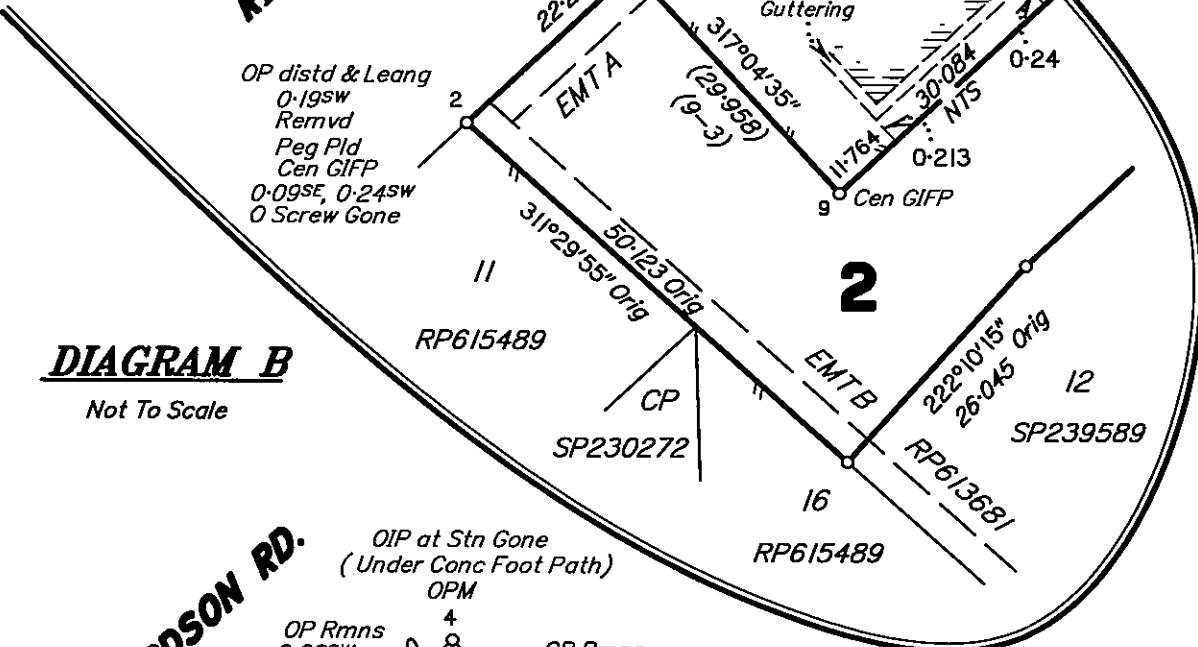 Guttering
OP distd & Leang
0·19SW
Remvd
Peg Pld
Cen GIFP
0·09SE, 0·24SW
O Screw Gone
2
EMT A
317°04'35"
(29·958)
(9–3)
30·084
NTS
0·24
0·213
11·764
9
Cen GIFP
311°29'55" Orig
50·123 Orig
2
11
RP615489
EMT B
222°10'15" Orig
26·045
12
SP239589
DIAGRAM B
Not To Scale
CP
SP230272
RP613681
16
RP615489
OIP at Stn Gone
(Under Conc Foot Path)
OPM
4
RD.
OP Rmns